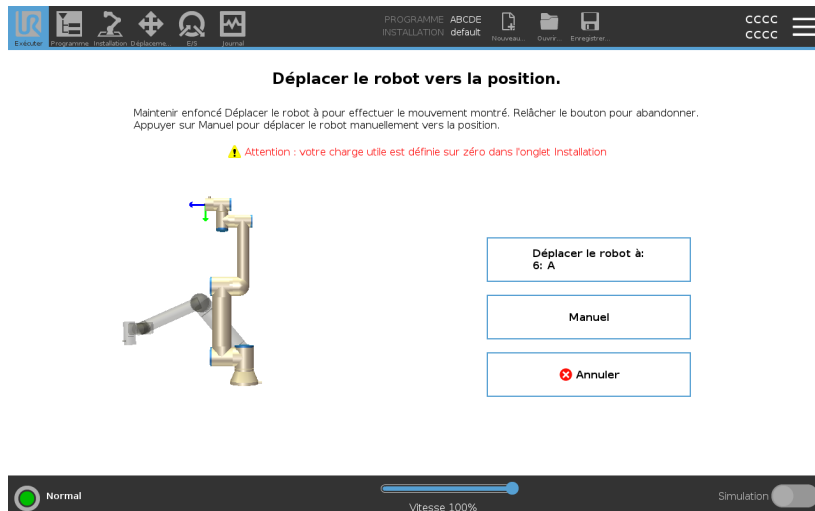 UR
PROGRAMME ABCDE
INSTALLATION default
CCCC
CCCC
Exécuter
Programme
Installation
Déplaceme...
E/S
Journal
Nouveau...
Ouvrir...
Enregistrer...
Déplacer le robot vers la position.
Maintenir enfoncé Déplacer le robot à pour effectuer le mouvement montré. Relâcher le bouton pour abandonner.
Appuyer sur Manuel pour déplacer le robot manuellement vers la position.
Attention : votre charge utile est définie sur zéro dans l'onglet Installation
Déplacer le robot à:
6: A
Manuel
Annuler
Normal
Vitesse 100%
Simulation